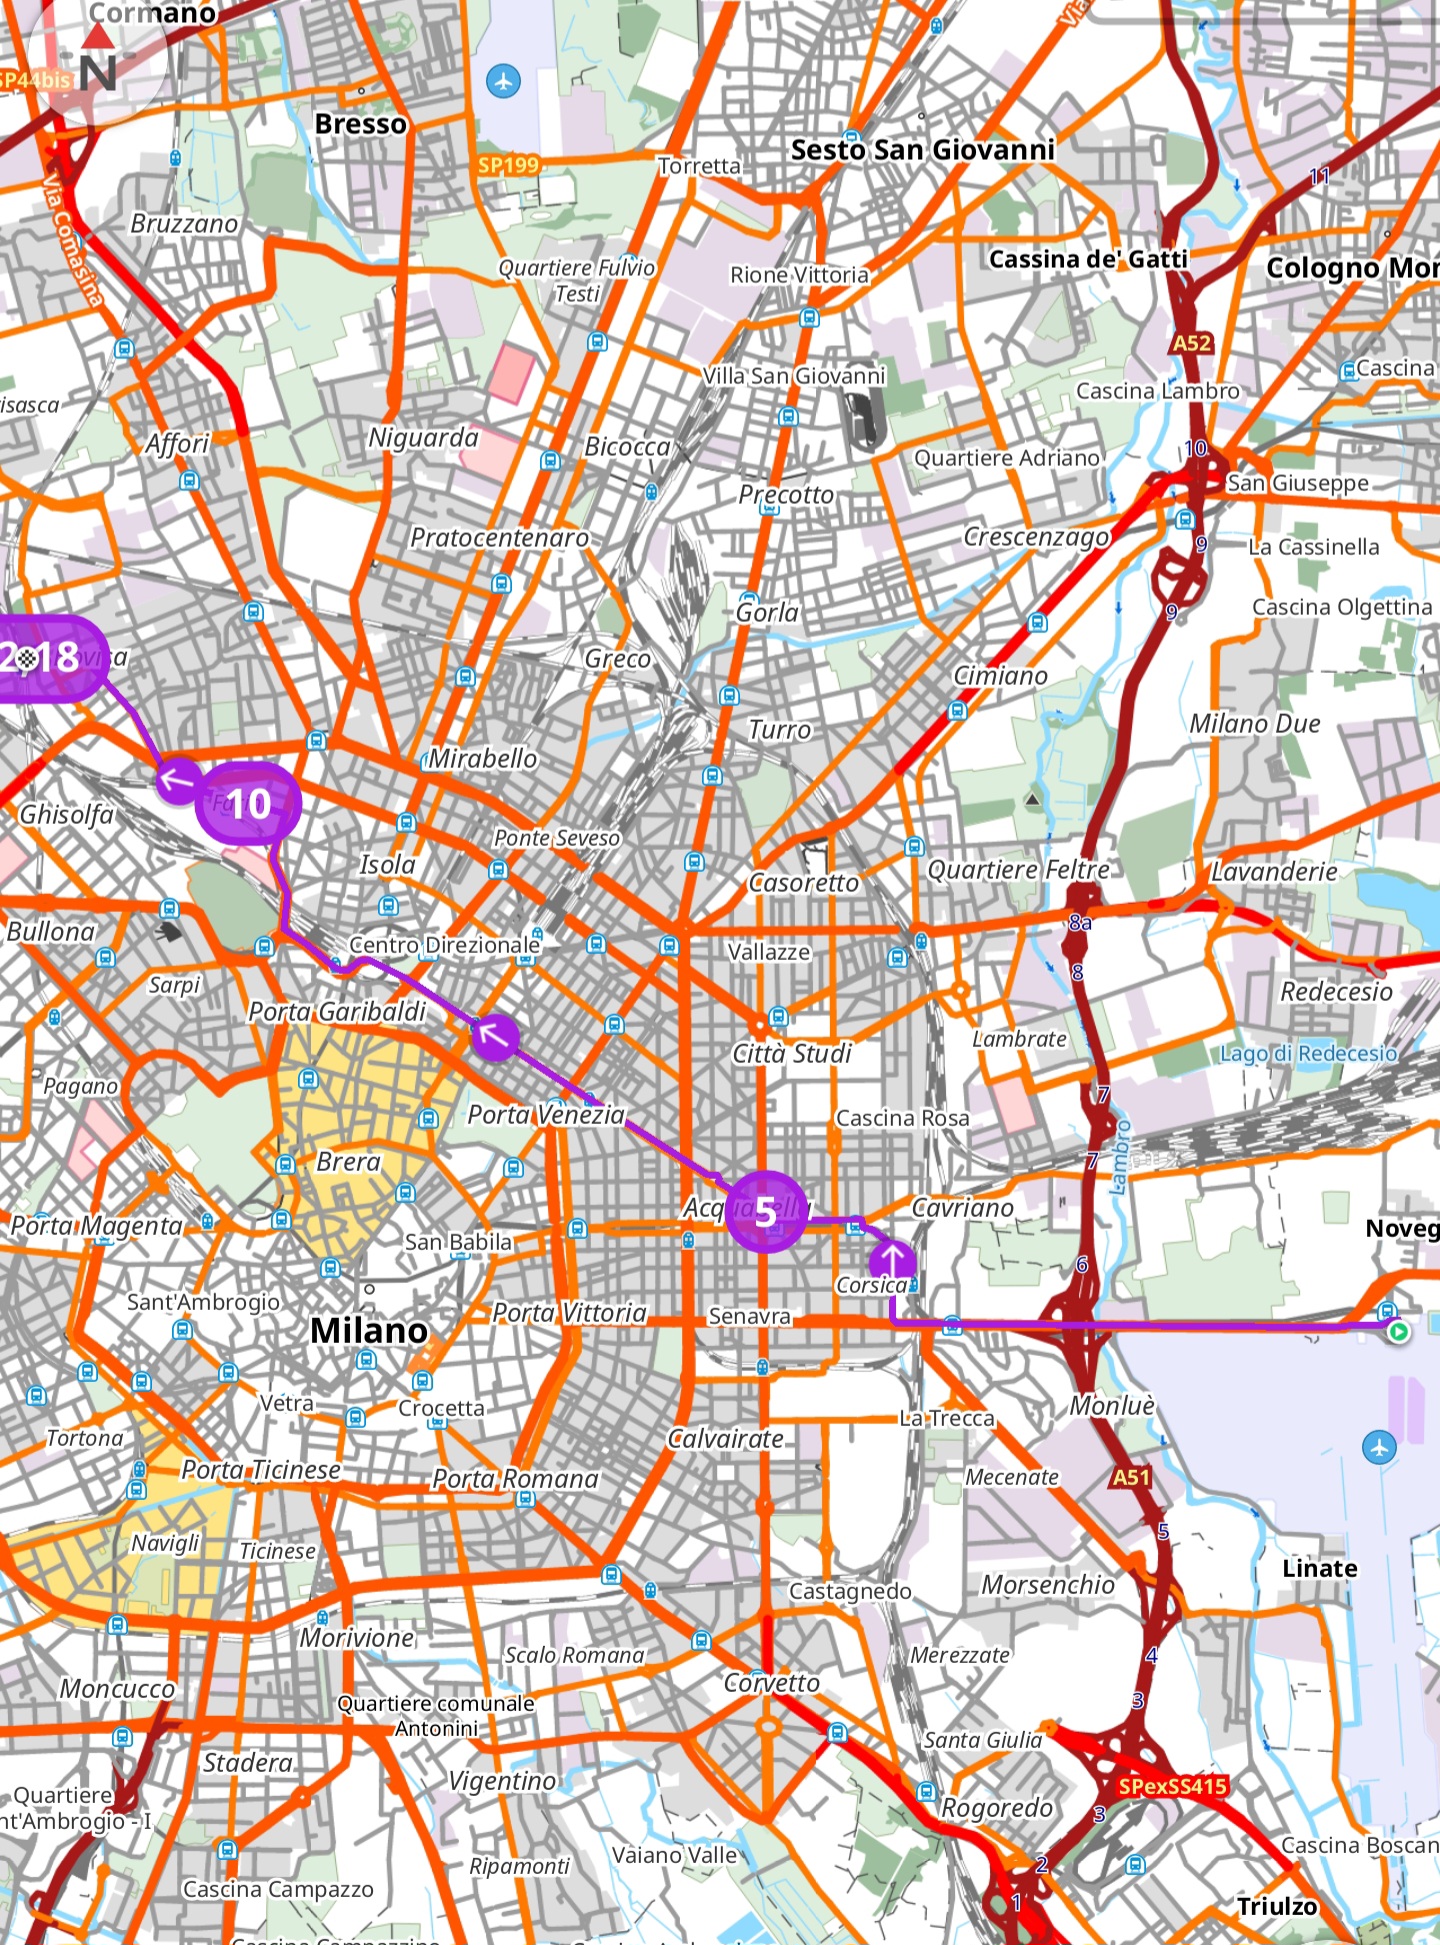 Cormano
N
SP44bis
Bresso
SP199
Torretta
Sesto San Giovanni
11
Via Comasina
Bruzzano
Quartiere Fulvio
Testi
Rione Vittoria
Cassina de' Gatti
Cologno Mon
A52
Villa San Giovanni
Cascina Lambro
Cascina
isasca
Affori
Niguarda
Bicocca
Quartiere Adriano
10
San Giuseppe
Precotto
Pratocentenaro
Crescenzago
9
La Cassinella
Gorla
9
Cascina Olgettina
18
Greco
Cimiano
Turro
Milano Due
Mirabello
10
Ghisolfa
Ponte Seveso
Isola
Casoretto
Quartiere Feltre
Lavanderie
8a
Bullona
Centro Direzionale
Vallazze
8
Sarpi
Redecesio
Porta Garibaldi
Città Studi
Lambrate
Lago di Redecesio
Pagano
7
Porta Venezia
Cascina Rosa
Brera
7
Lambro
Porta Magenta
5
Cavriano
Noveg
San Babila
6
Corsica
Sant'Ambrogio
Porta Vittoria
Senavra
Milano
Vetra
Crocetta
Monluè
La Trecca
Tortona
Calvairate
Porta Ticinese
Porta Romana
Mecenate
A51
5
Navigli
Ticinese
Linate
Castagnedo
Morsenchio
Morivione
Scalo Romana
Merezzate
4
Moncucco
Corvetto
3
Quartiere comunale
Antonini
Santa Giulia
Stadera
Vigentino
SPexSS415
Quartiere
nt'Ambrogio - I
Rogoredo
3
Vaiano Valle
Cascina Boscan
Ripamonti
2
Cascina Campazzo
1
Triulzo